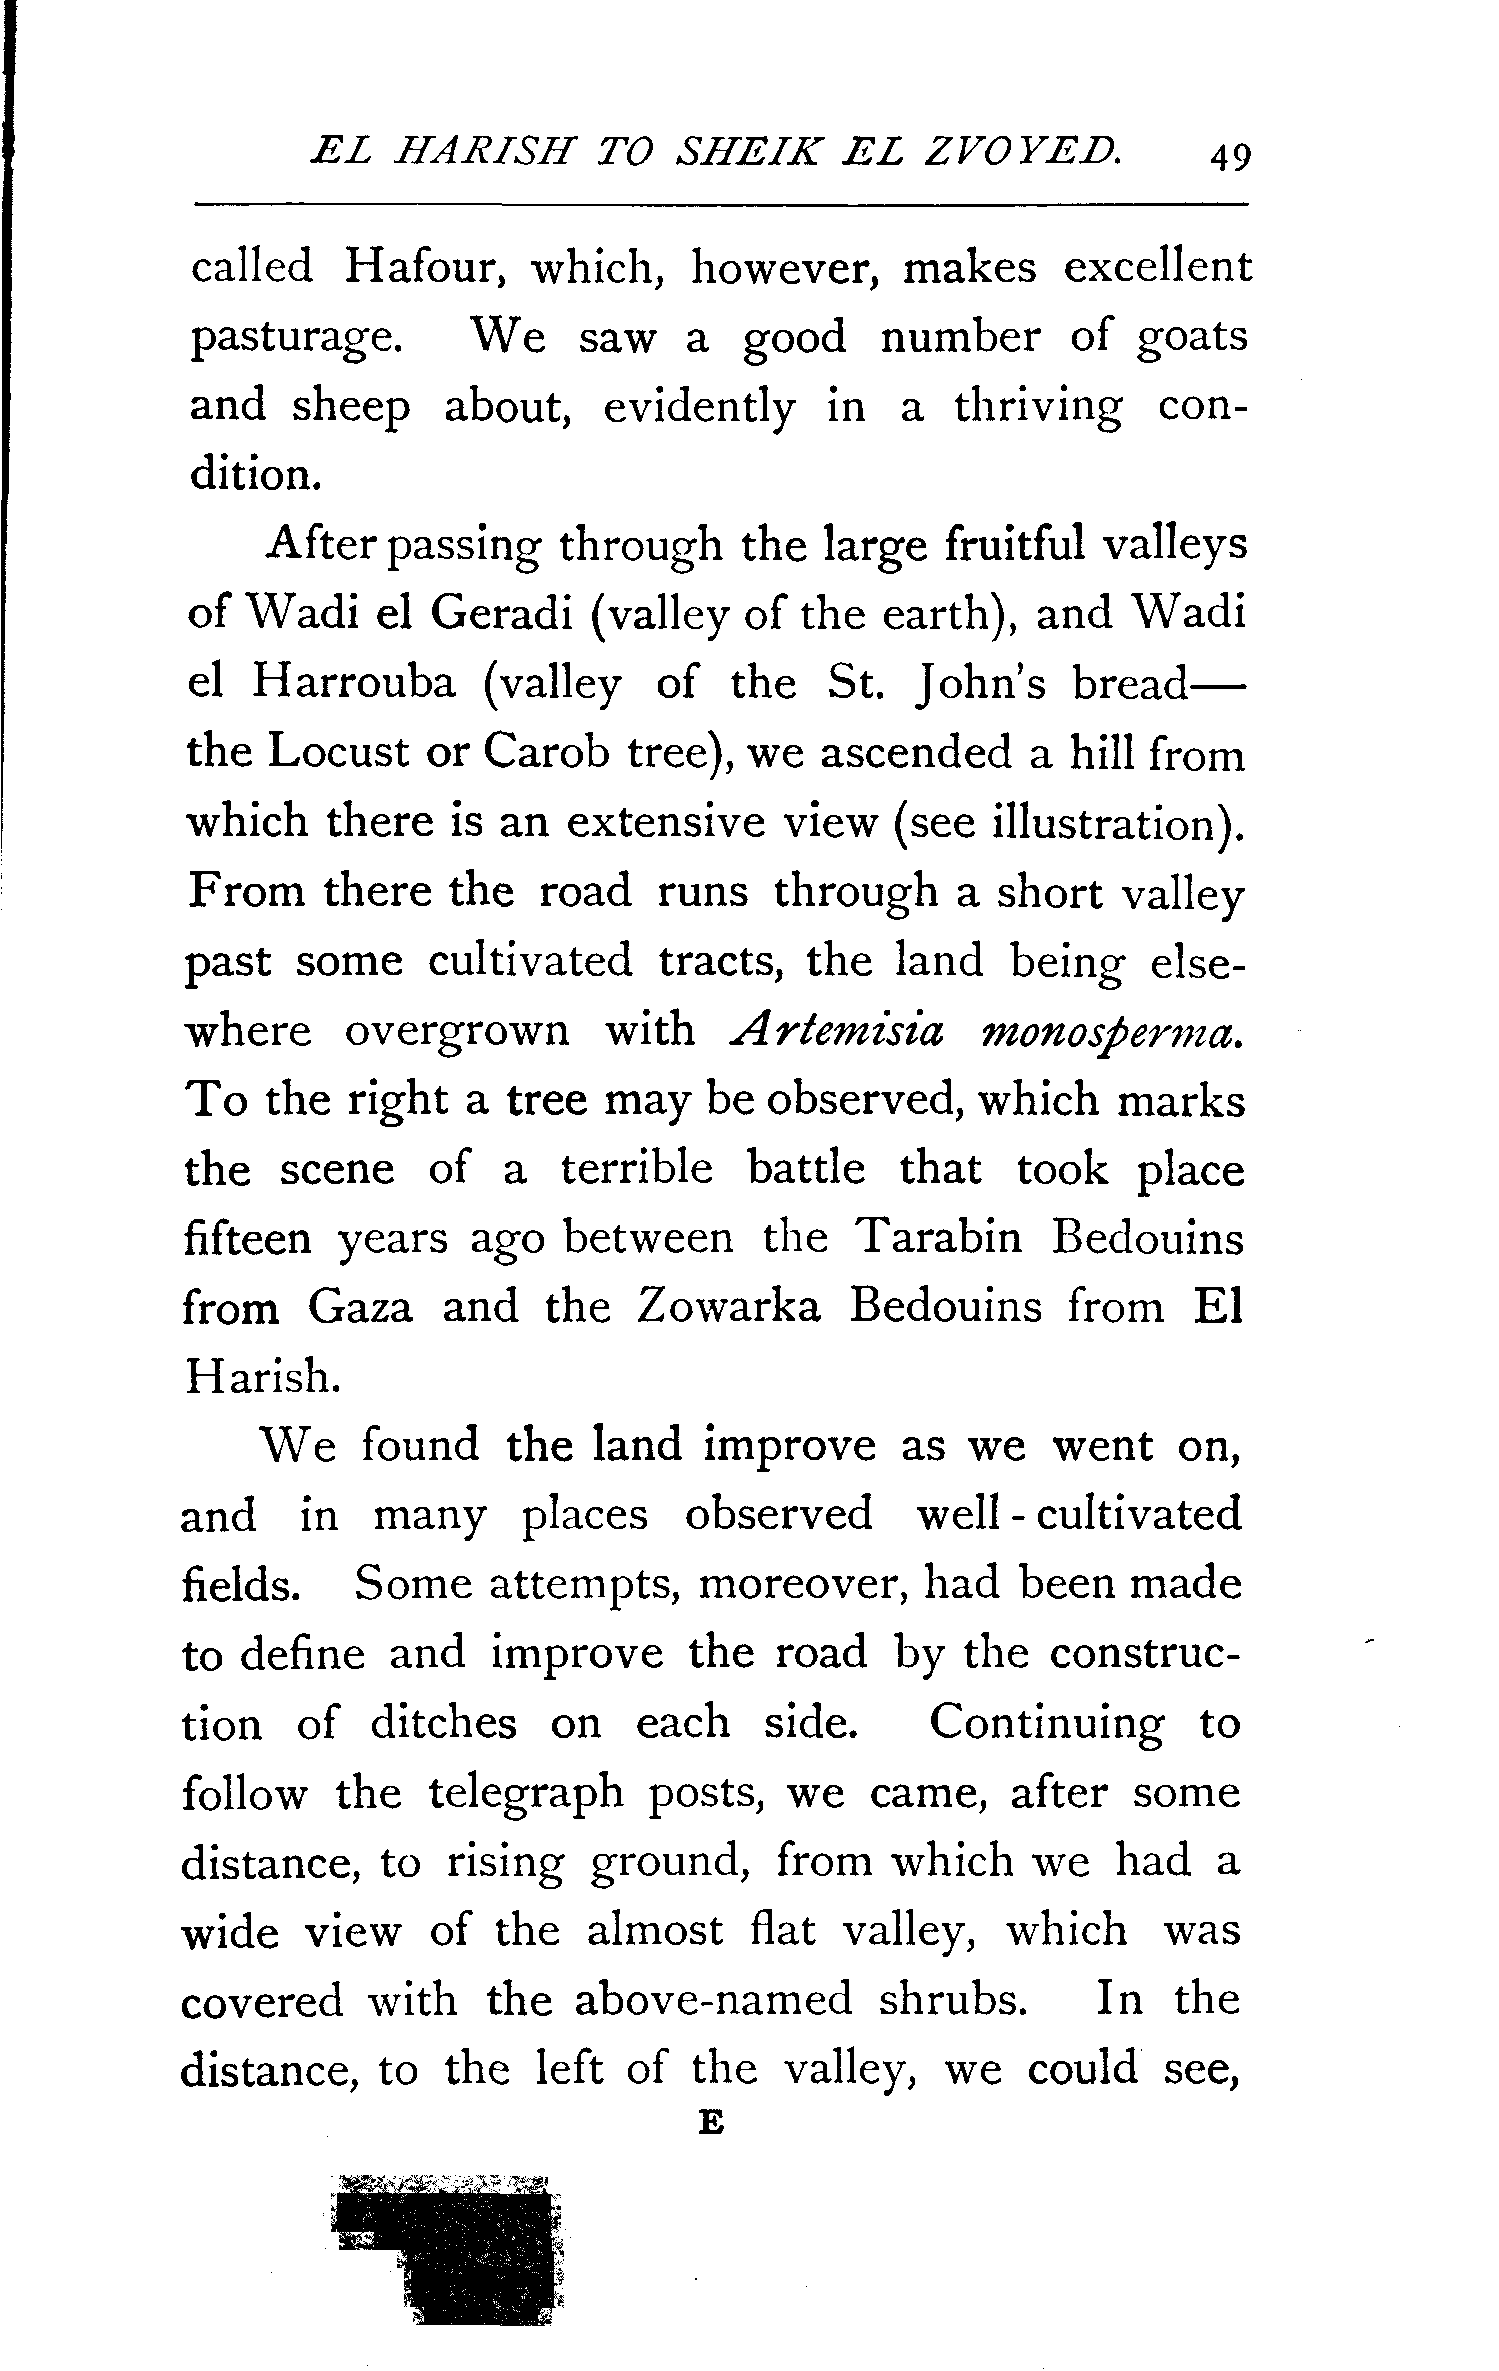 EL HARISH TO SHEIK EL ZVOYED. 49
called Hafour, which, however, makes excellent
pasturage. We saw a good number of goats
and sheep about, evidently in a thriving con-
dition.
After passing through the large fruitful valleys
of Wadi el Geradi (valley of the earth), and Wadi
el Harrouba (valley of the St. John's bread—
the Locust or Carob tree), we ascended a hill from
which there is an extensive view (see illustration).
From there the road runs through a short valley
past some cultivated tracts, the land being else-
where overgrown with Artemisia monosperma.
To the right a tree may be observed, which marks
the scene of a terrible battle that took place
fifteen years ago between the Tarabin Bedouins
from Gaza and the Zowarka Bedouins from El
Harish.
We found the land improve as we went on,
and in many places observed well-cultivated
fields. Some attempts, moreover, had been made
to define and improve the road by the construc-
tion of ditches on each side. Continuing to
follow the telegraph posts, we came, after some
distance, to rising ground, from which we had a
wide view of the almost flat valley, which was
covered with the above-named shrubs. In the
distance, to the left of the valley, we could see,
E